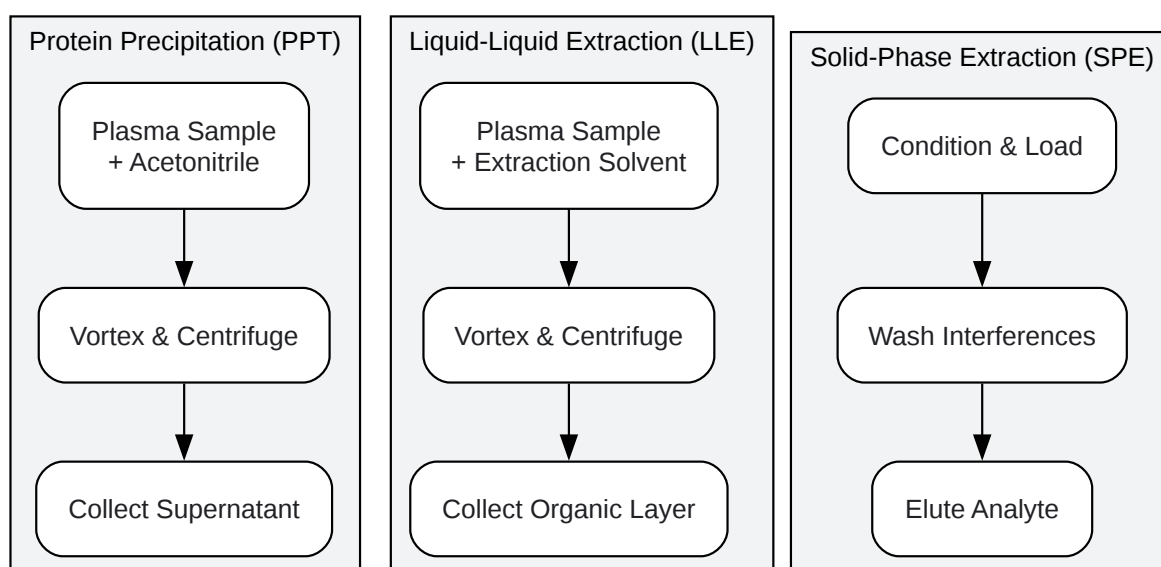 Protein Precipitation (PPT)
Plasma Sample
+ Acetonitrile
Vortex & Centrifuge
Collect Supernatant
Liquid-Liquid Extraction (LLE)
Plasma Sample
+ Extraction Solvent
Vortex & Centrifuge
Collect Organic Layer
Solid-Phase Extraction (SPE)
Condition & Load
Wash Interferences
Elute Analyte